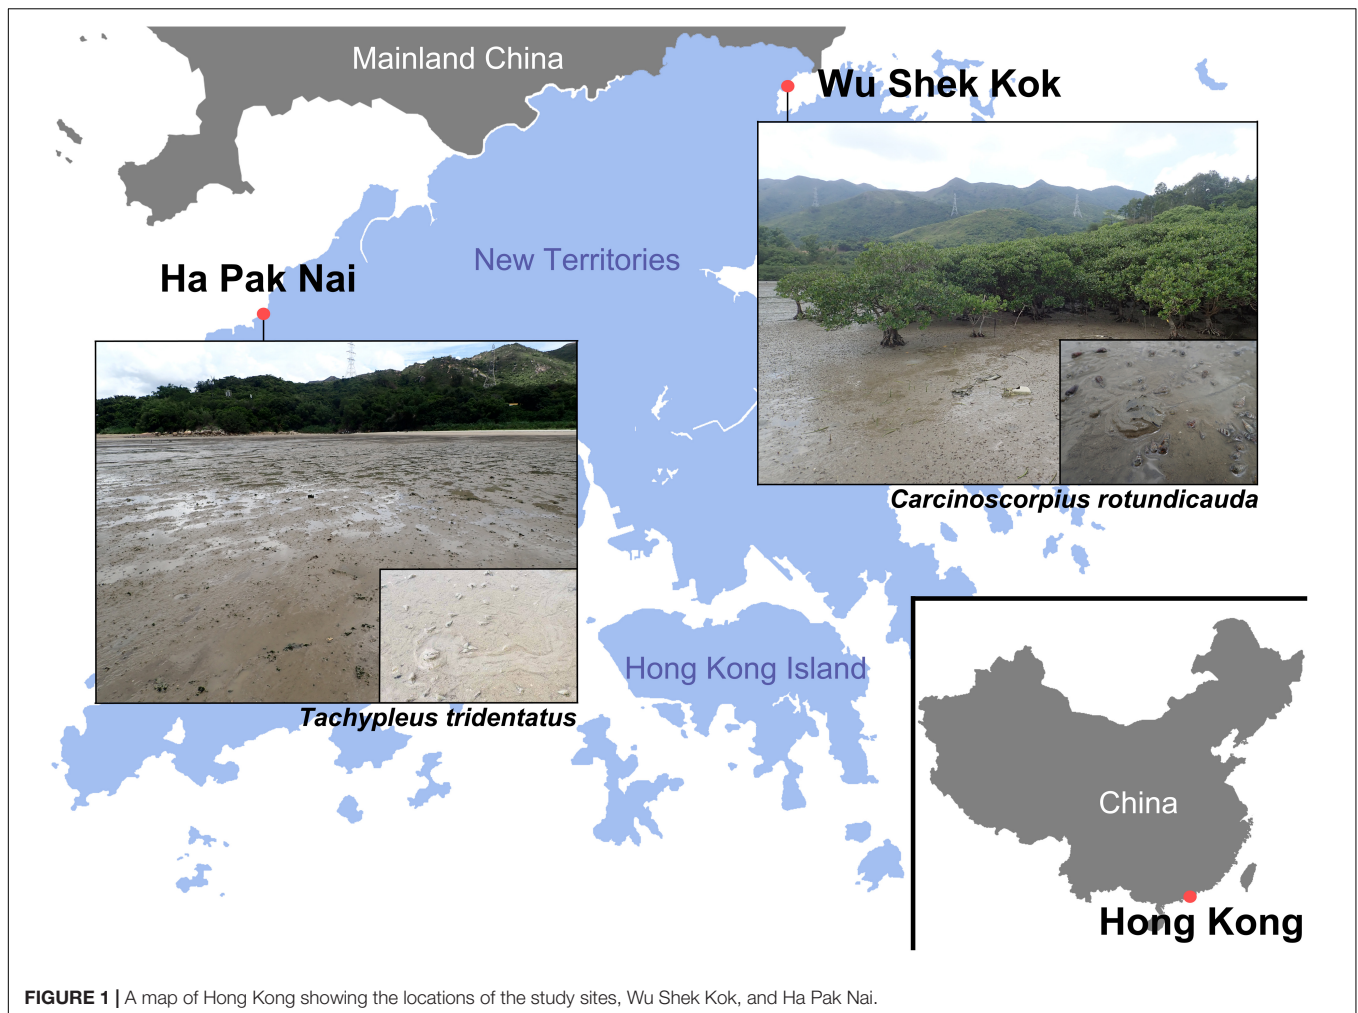 Mainland China
Wu Shek Kok
New Territories
Ha Pak Nai
Carcinoscorpius rotundicauda
Hong Kong Island
Tachypleus tridentatus
China
Hong Kong
FIGURE 1 | A map of Hong Kong showing the locations of the study sites, Wu Shek Kok, and Ha Pak Nai.